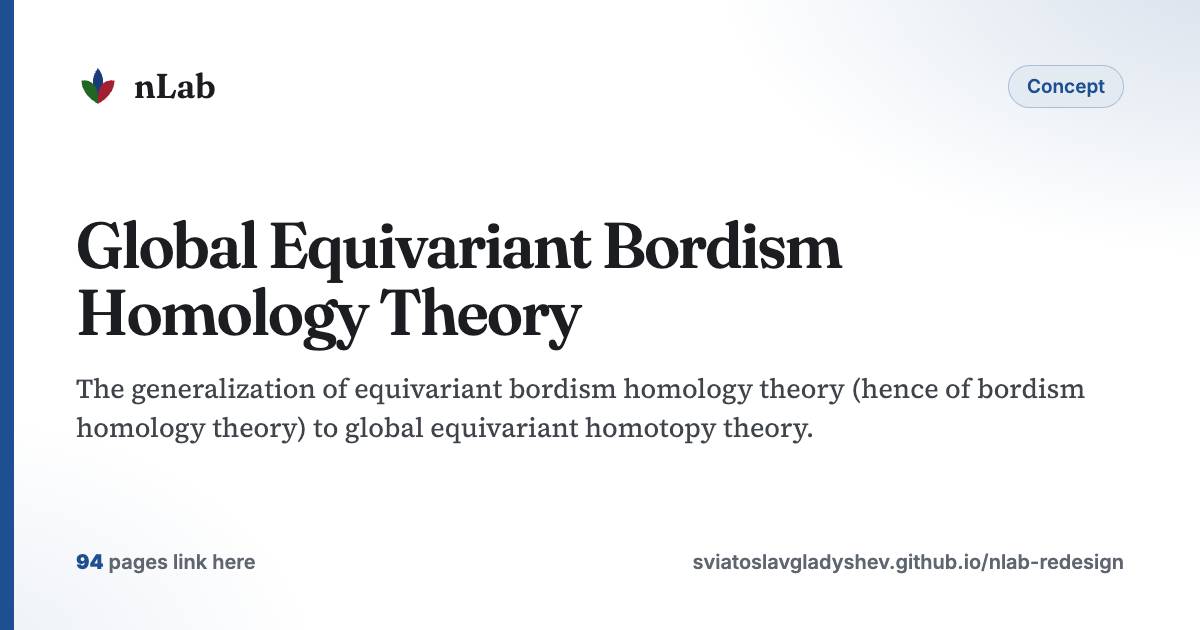 nLab
Concept
Global Equivariant Bordism
Homology Theory
The generalization of equivariant bordism homology theory (hence of bordism
homology theory) to global equivariant homotopy theory.
94 pages link here
sviatoslavgladyshev.github.io/nlab-redesign